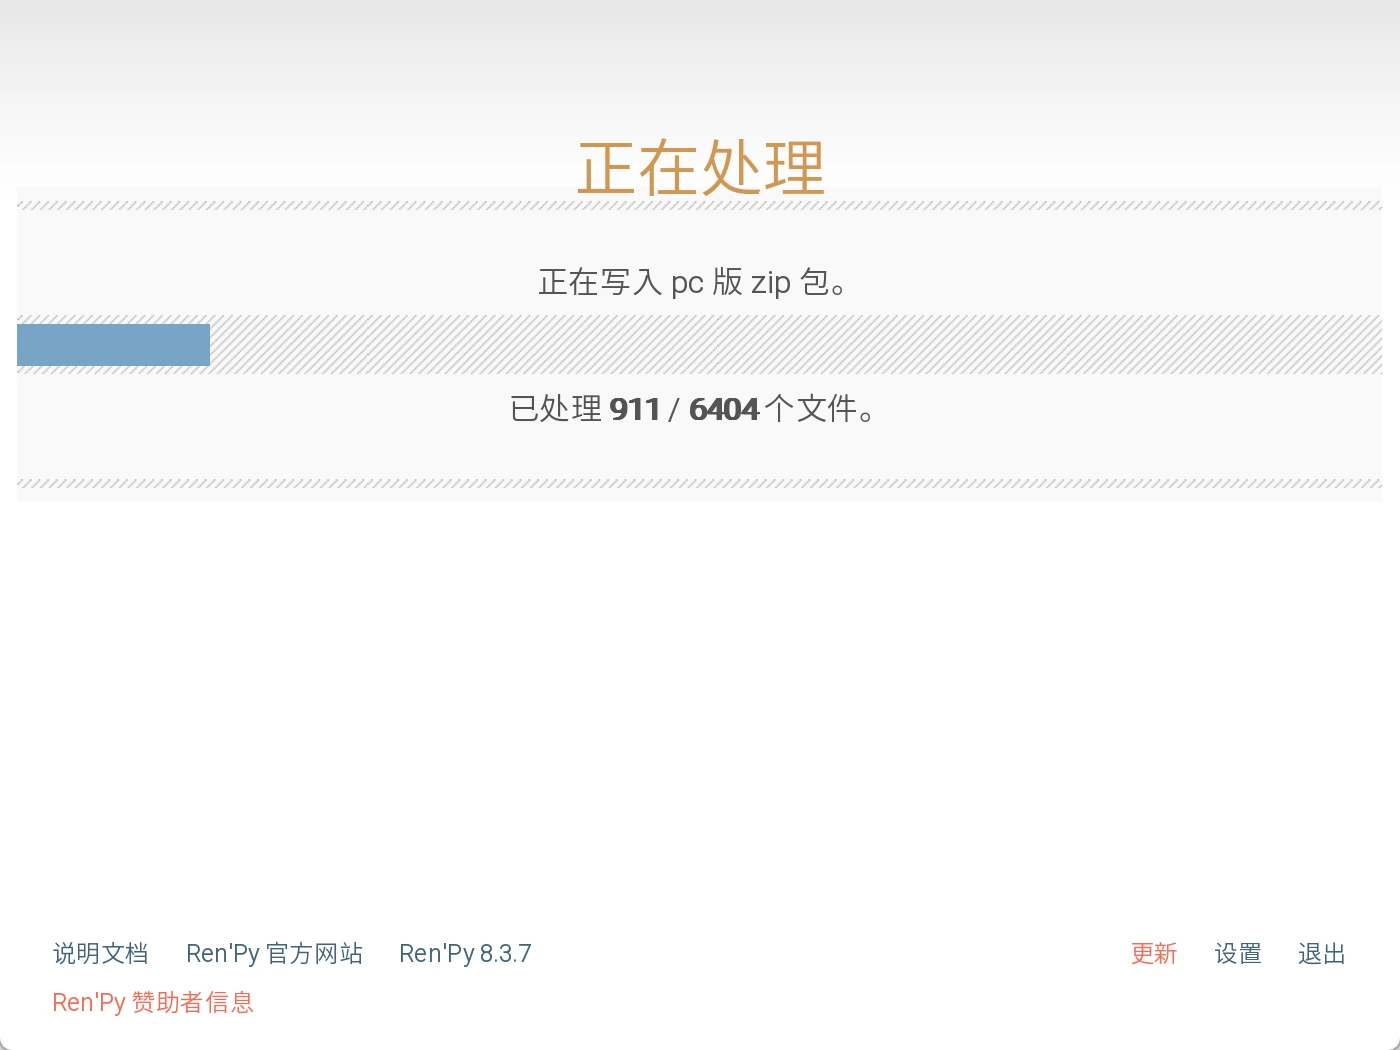 正在处理
正在写入 pc 版 zip 包。
已处理 911 / 6404 个文件。
说明文档 Ren'Py 官方网站 Ren'Py 8.3.7 更新 设置 退出
Ren'Py 赞助者信息